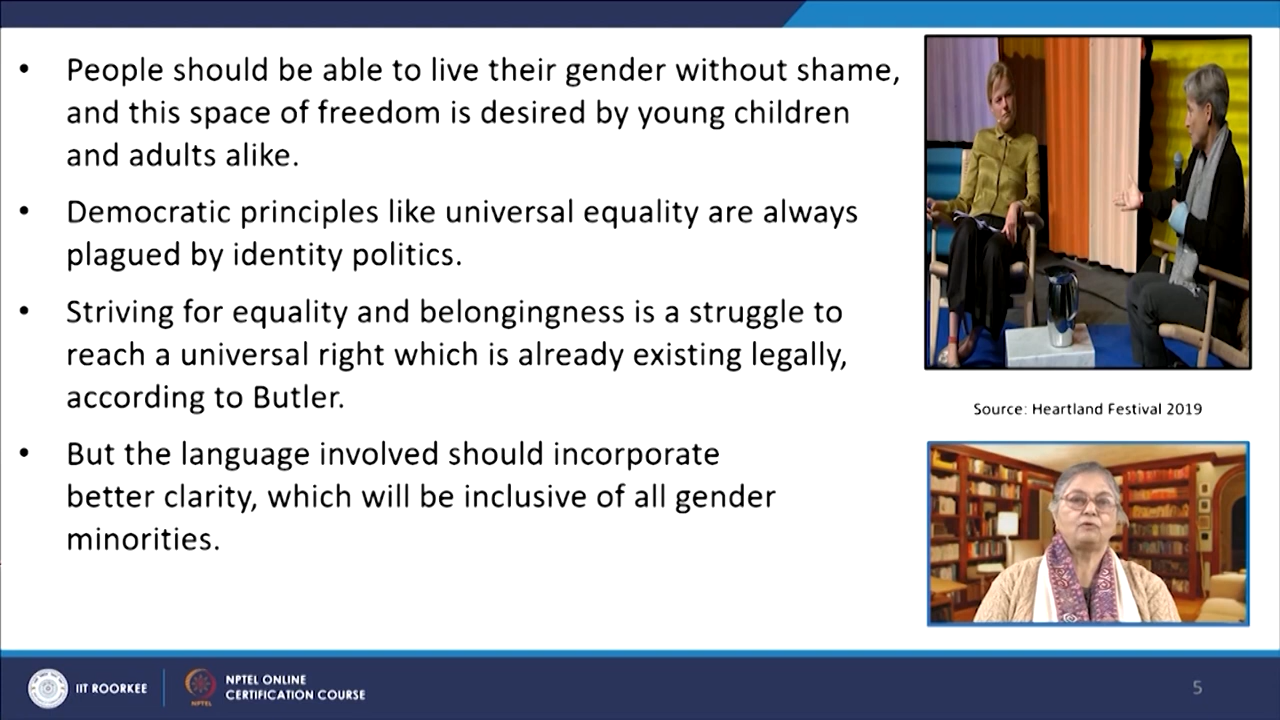 • People should be able to live their gender without shame,
and this space of freedom is desired by young children
and adults alike.
• Democratic principles like universal equality are always
plagued by identity politics.
• Striving for equality and belongingness is a struggle to
reach a universal right which is already existing legally,
according to Butler.
• But the language involved should incorporate
better clarity, which will be inclusive of all gender
minorities.
Source: Heartland Festival 2019
IIT ROORKEE
NPTEL
NPTEL ONLINE
CERTIFICATION COURSE
5